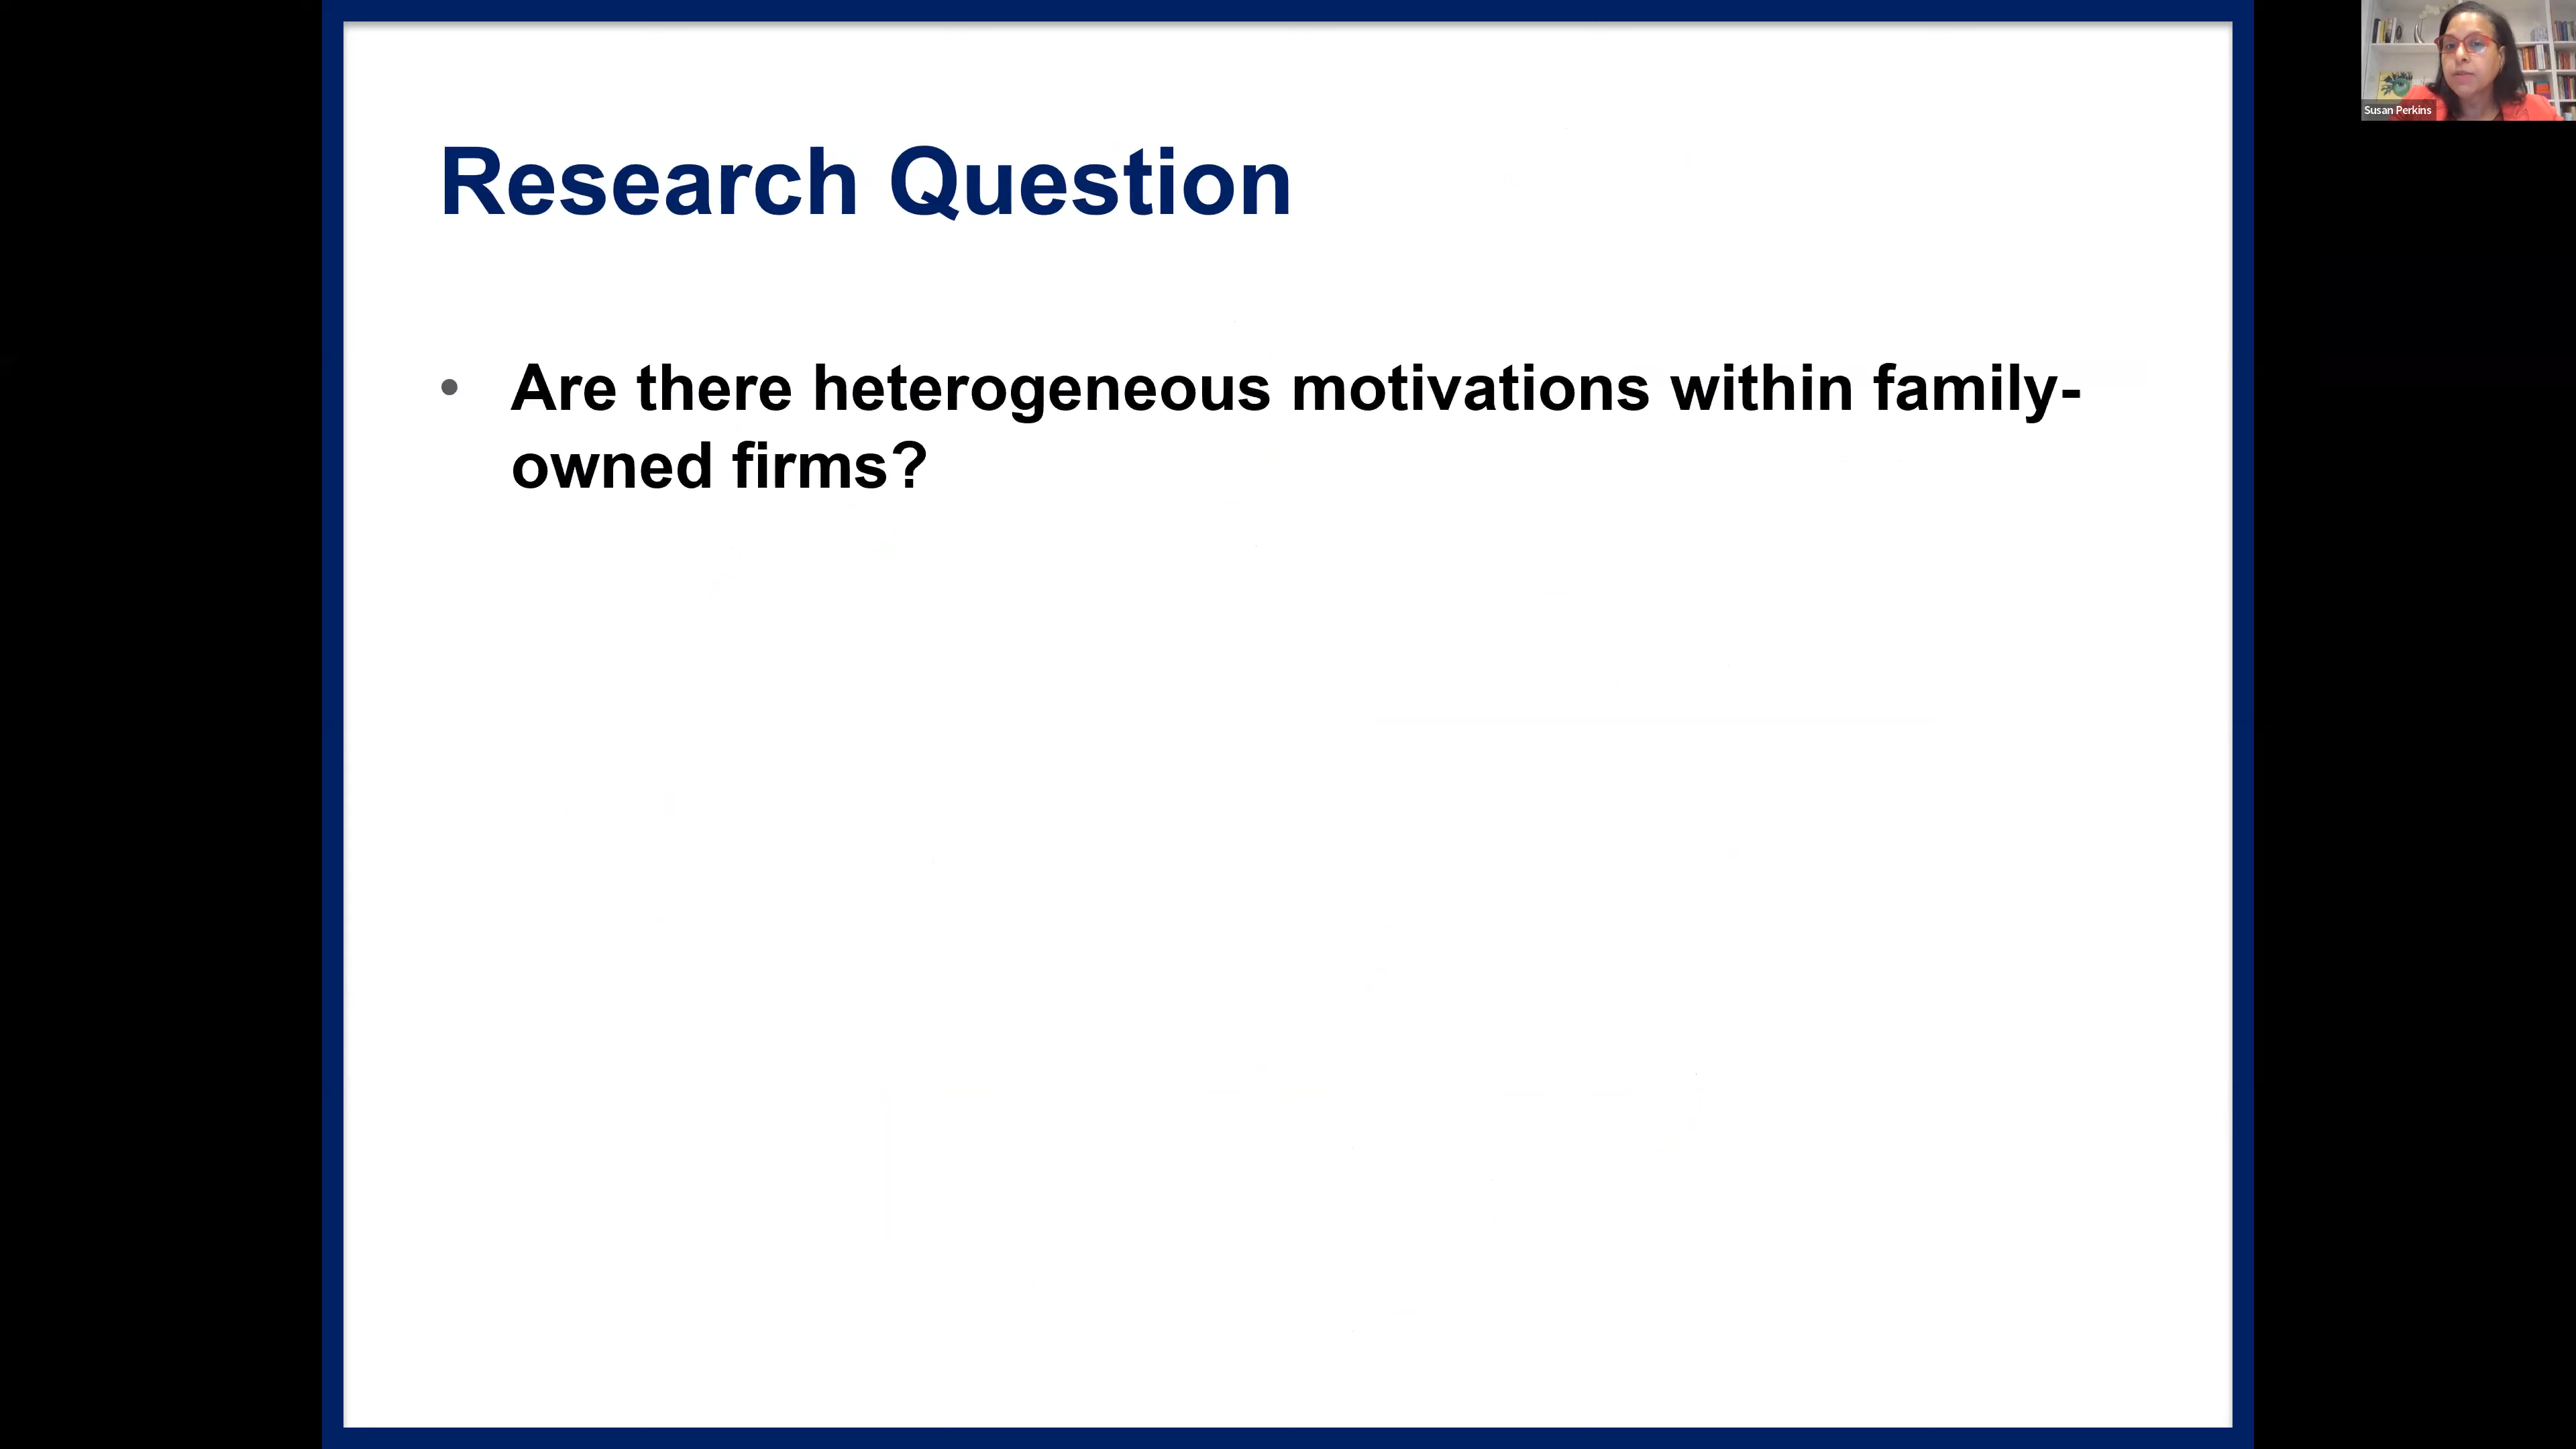 Research Question
• Are there heterogeneous motivations within family-
owned firms?
Susan Perkins